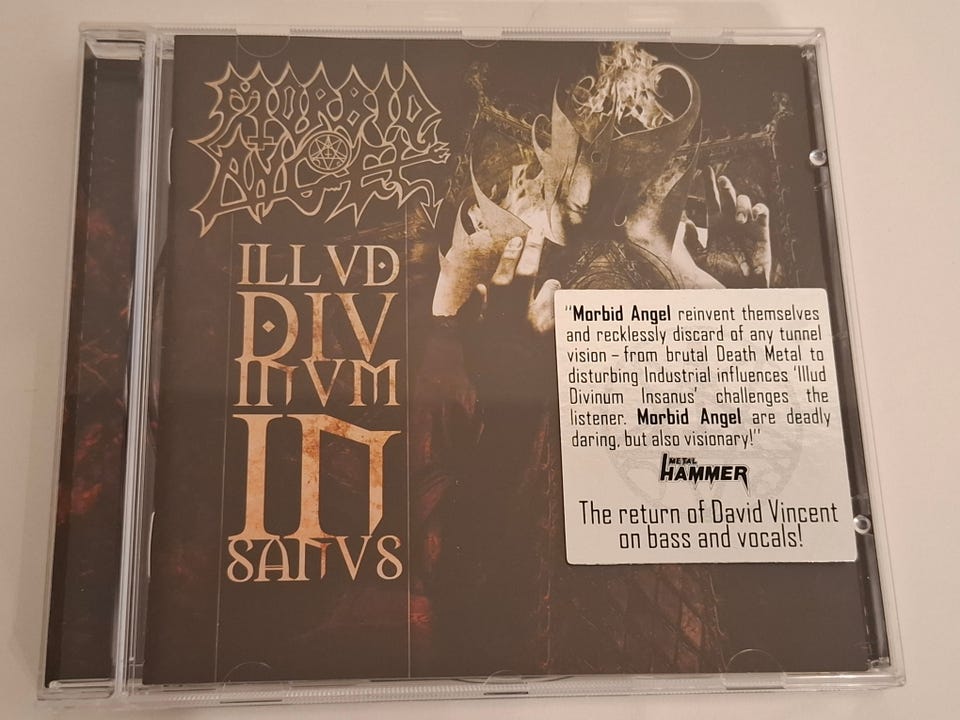 MORBID
ANGEL
ILLVD
DIV
INVM
IN
SANVS
"Morbid Angel reinvent themselves
and recklessly discard of any tunnel
vision – from brutal Death Metal to
disturbing Industrial influences 'Illud
Divinum Insanus' challenges the
listener. Morbid Angel are deadly
daring, but also visionary!"
METAL
HAMMER
The return of David Vincent
on bass and vocals!